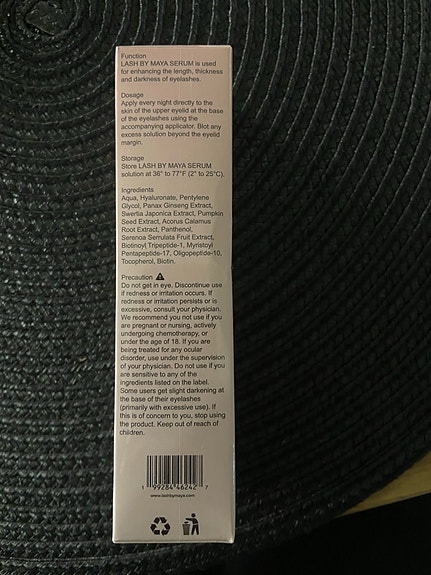 Function
LASH BY MAYA SERUM is used
for enhancing the length, thickness
and darkness of eyelashes.
Dosage
Apply every night directly to the
skin of the upper eyelid at the base
of the eyelashes using the
accompanying applicator. Blot any
excess solution beyond the eyelid
margin.
Storage
Store LASH BY MAYA SERUM
solution at 36° to 77°F (2° to 25°C).
Ingredients
Aqua, Hyaluronate, Pentylene
Glycol, Panax Ginseng Extract,
Swertia Japonica Extract, Pumpkin
Seed Extract, Acorus Calamus
Root Extract, Panthenol,
Serenoa Serrulata Fruit Extract,
Biotinoyl Tripeptide-1, Myristoyl
Pentapeptide-17, Oligopeptide-10,
Tocopherol, Biotin.
Precaution
Do not get in eye. Discontinue use
if redness or irritation occurs. If
redness or irritation persists or is
excessive, consult your physician.
We recommend you not use if you
are pregnant or nursing, actively
undergoing chemotherapy, or
under the age of 18. If you are
being treated for any ocular
disorder, use under the supervision
of your physician. Do not use if you
are sensitive to any of the
ingredients listed on the label.
Some users get slight darkening at
the base of their eyelashes
(primarily with excessive use). If
this is of concern to you, stop using
the product. Keep out of reach of
children.
1 99284 46242 7
www.lashbymaya.com